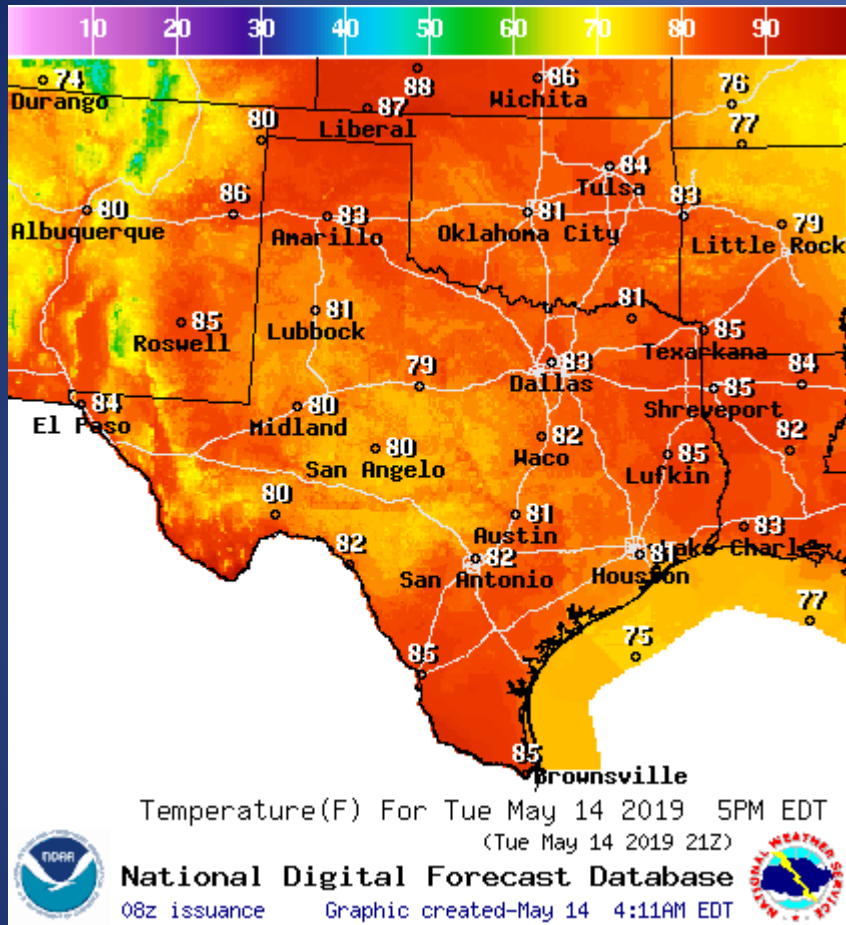 10 20 30 40 50 60 70 80 90
74
Durango
88
86
Wichita
76
87
Liberal
80
77
84
Tulsa
86
80
Albuquerque
83
Amarillo
81
Oklahoma City
83
79
Little Rock
85
Roswell
81
Lubbock
81
85
Texarkana
79
83
Dallas
84
85
Shreveport
84
El Paso
80
Midland
80
San Angelo
82
Waco
85
Lufkin
82
80
81
Austin
83
Lake Charles
82
82
San Antonio
81
Houston
77
75
85
85
Brownsville
Temperature(F) For Tue May 14 2019 5PM EDT
(Tue May 14 2019 21Z)
National Digital Forecast Database
08z issuance Graphic created-May 14 4:11AM EDT
NOAA
NATIONAL WEATHER SERVICE